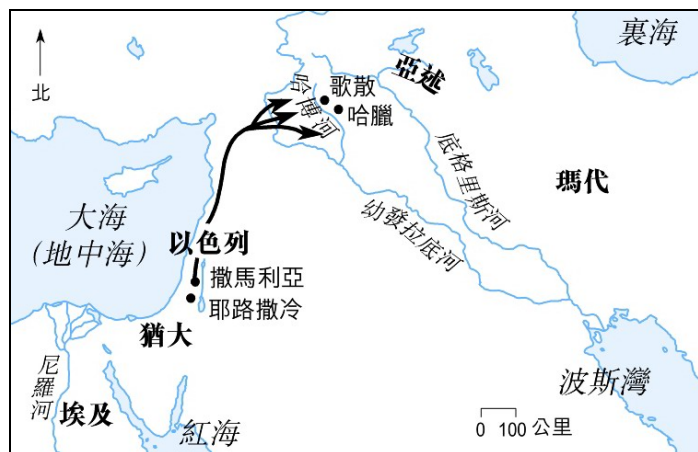 裏海
北
亞述
歌散
哈臘
哈博河
底格里斯河
瑪代
大海
(地中海)
幼發拉底河
以色列
撒馬利亞
耶路撒冷
猶大
尼羅河
埃及
紅海
波斯灣
0 100 公里